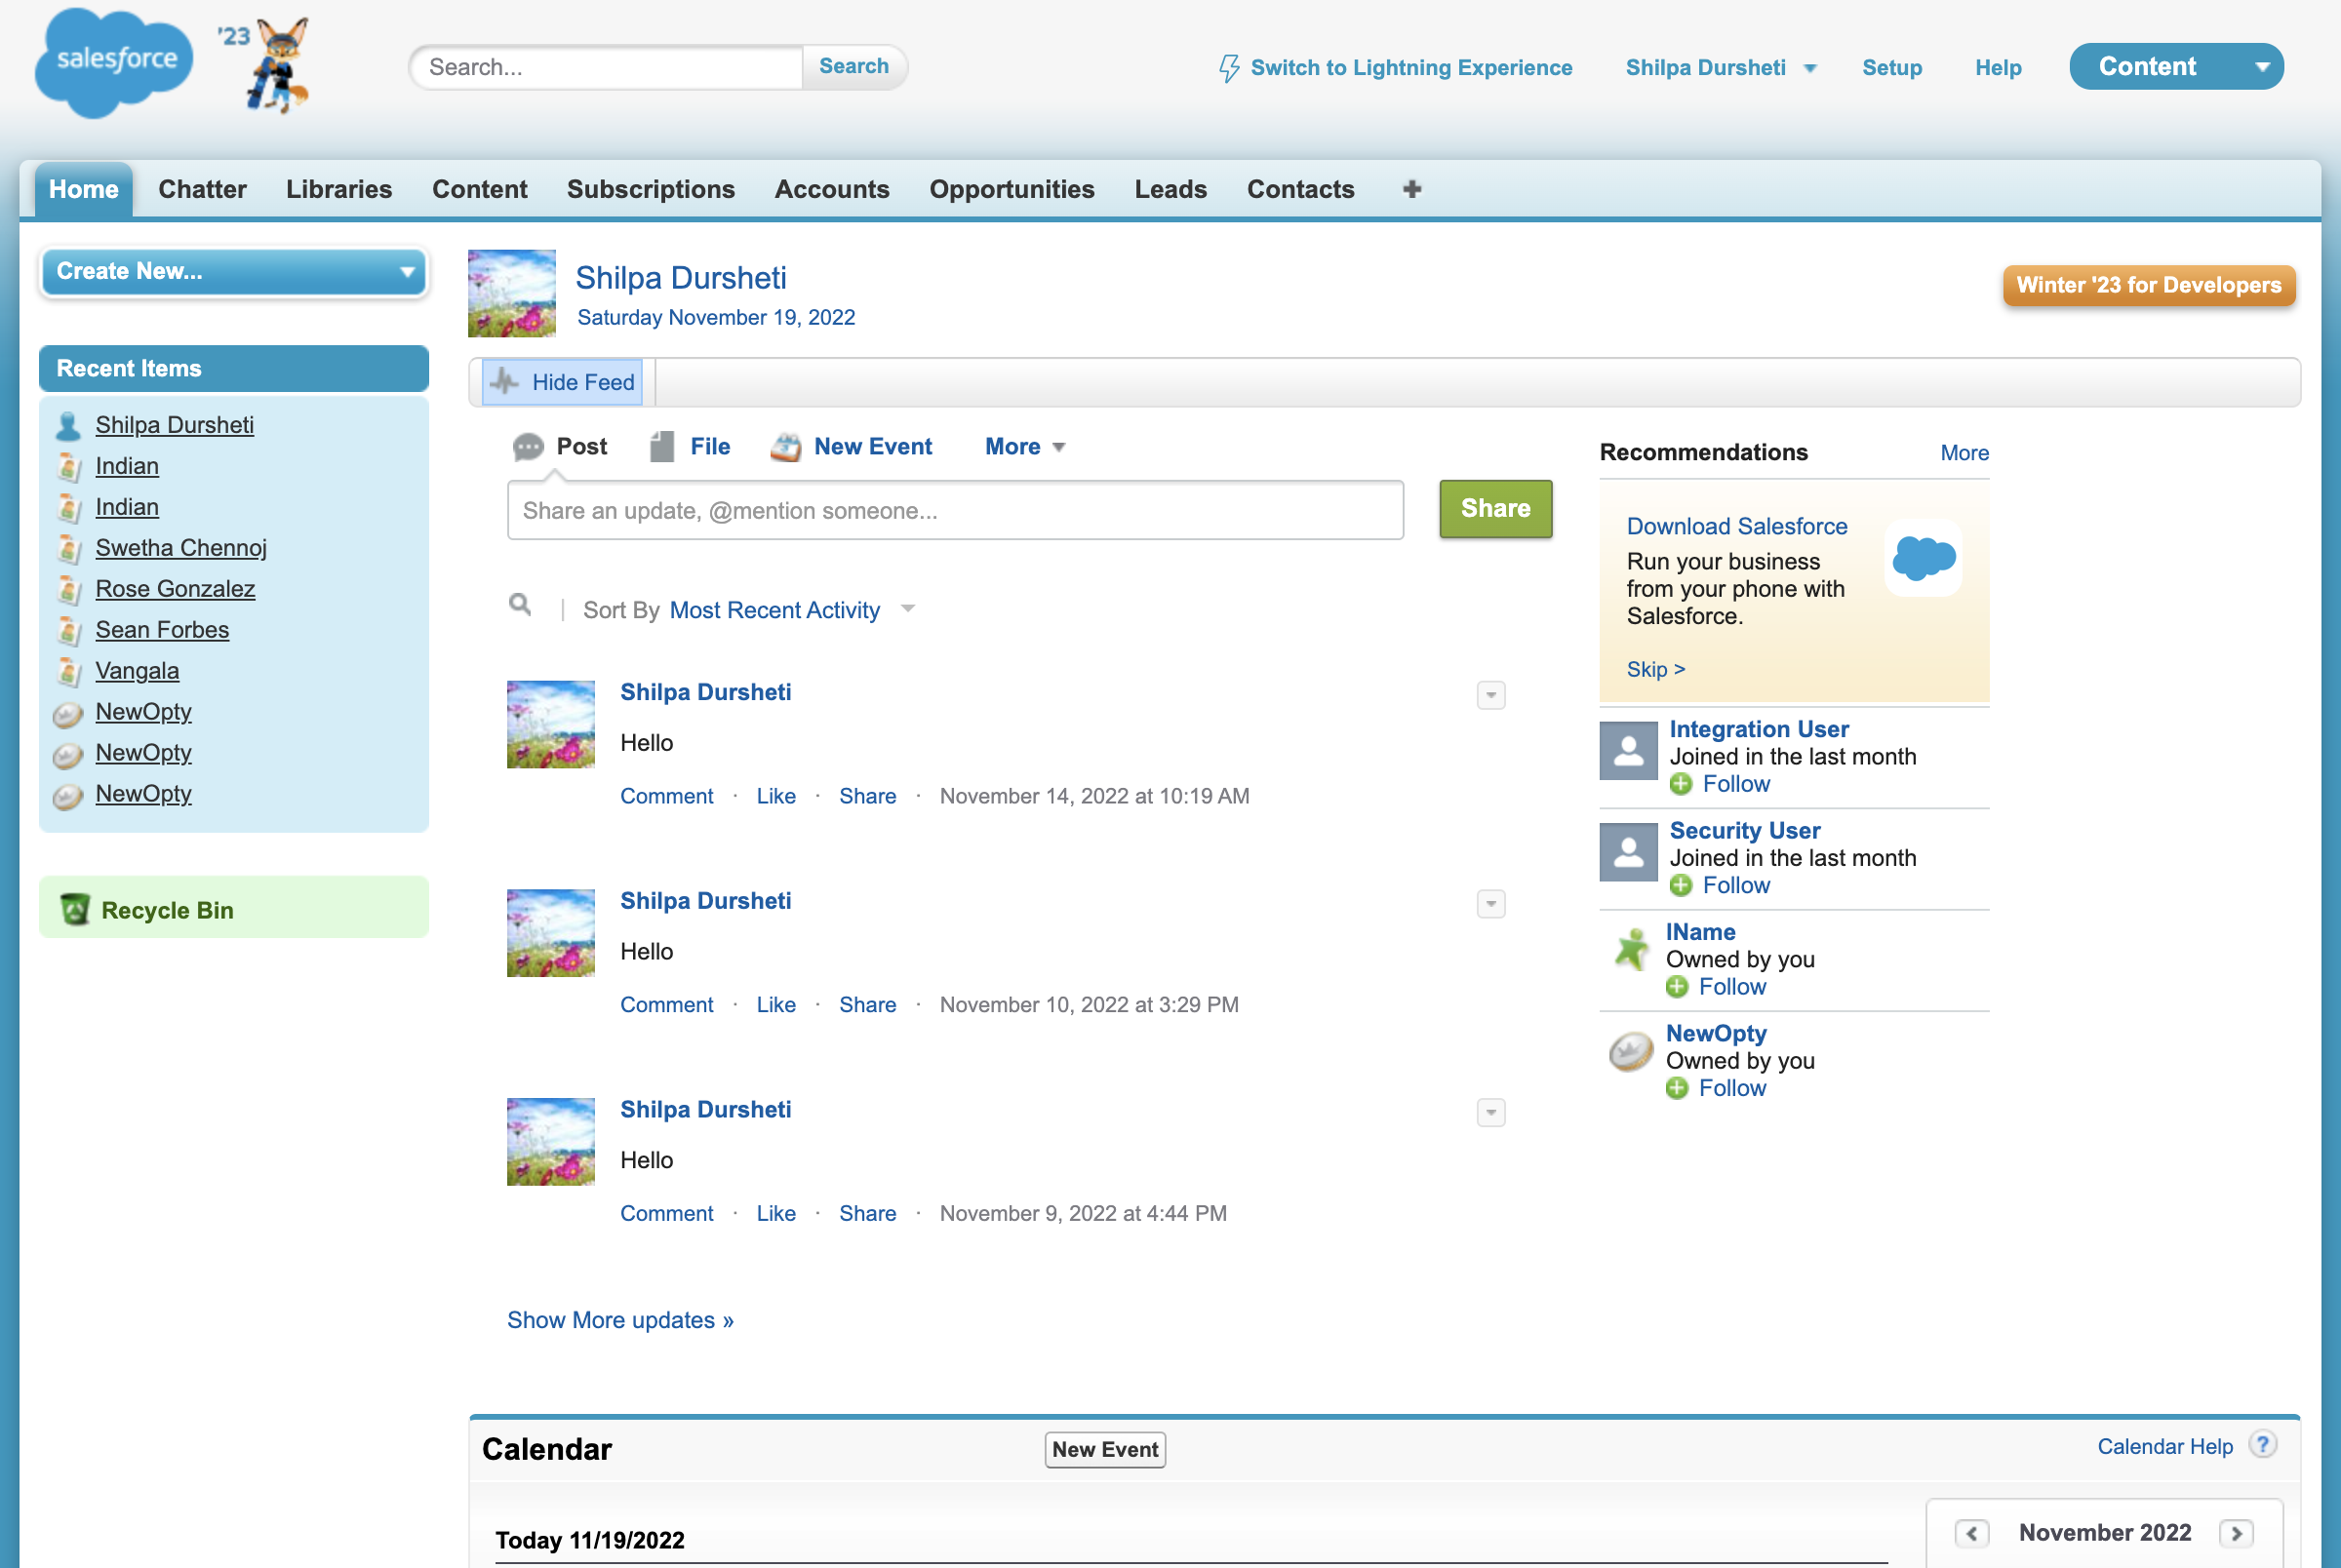 salesforce
'23
Search...
Search
Switch to Lightning Experience
Shilpa Dursheti
Setup
Help
Content
Home
Chatter
Libraries
Content
Subscriptions
Accounts
Opportunities
Leads
Contacts
Create New...
Recent Items
Shilpa Dursheti
Indian
Indian
Swetha Chennoj
Rose Gonzalez
Sean Forbes
Vangala
NewOpty
NewOpty
NewOpty
Recycle Bin
Shilpa Dursheti
Saturday November 19, 2022
Winter '23 for Developers
Hide Feed
Post
File
New Event
More
Share an update, @mention someone...
Share
Sort By Most Recent Activity
Shilpa Dursheti
Hello
Comment · Like · Share · November 14, 2022 at 10:19 AM
Shilpa Dursheti
Hello
Comment · Like · Share · November 10, 2022 at 3:29 PM
Shilpa Dursheti
Hello
Comment · Like · Share · November 9, 2022 at 4:44 PM
Show More updates »
Recommendations
More
Download Salesforce
Run your business
from your phone with
Salesforce.
Skip >
Integration User
Joined in the last month
Follow
Security User
Joined in the last month
Follow
IName
Owned by you
Follow
NewOpty
Owned by you
Follow
Calendar
New Event
Calendar Help ?
Today 11/19/2022
November 2022